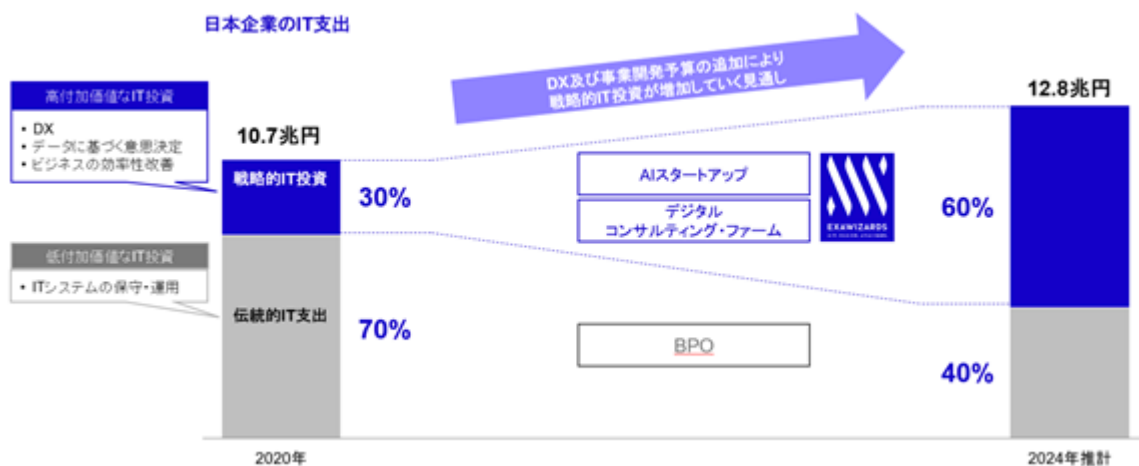 日本企業のIT支出
DX及び事業開発予算の追加により
戦略的IT投資が増加していく見通し
高付加価値なIT投資
• DX
• データに基づく意思決定
• ビジネスの効率性改善
10.7兆円
12.8兆円
戦略的IT投資
30%
AIスタートアップ
デジタル
コンサルティング・ファーム
EXAWIZARDS
60%
低付加価値なIT投資
• ITシステムの保守・運用
伝統的IT支出
70%
BPO
40%
2020年
2024年推計